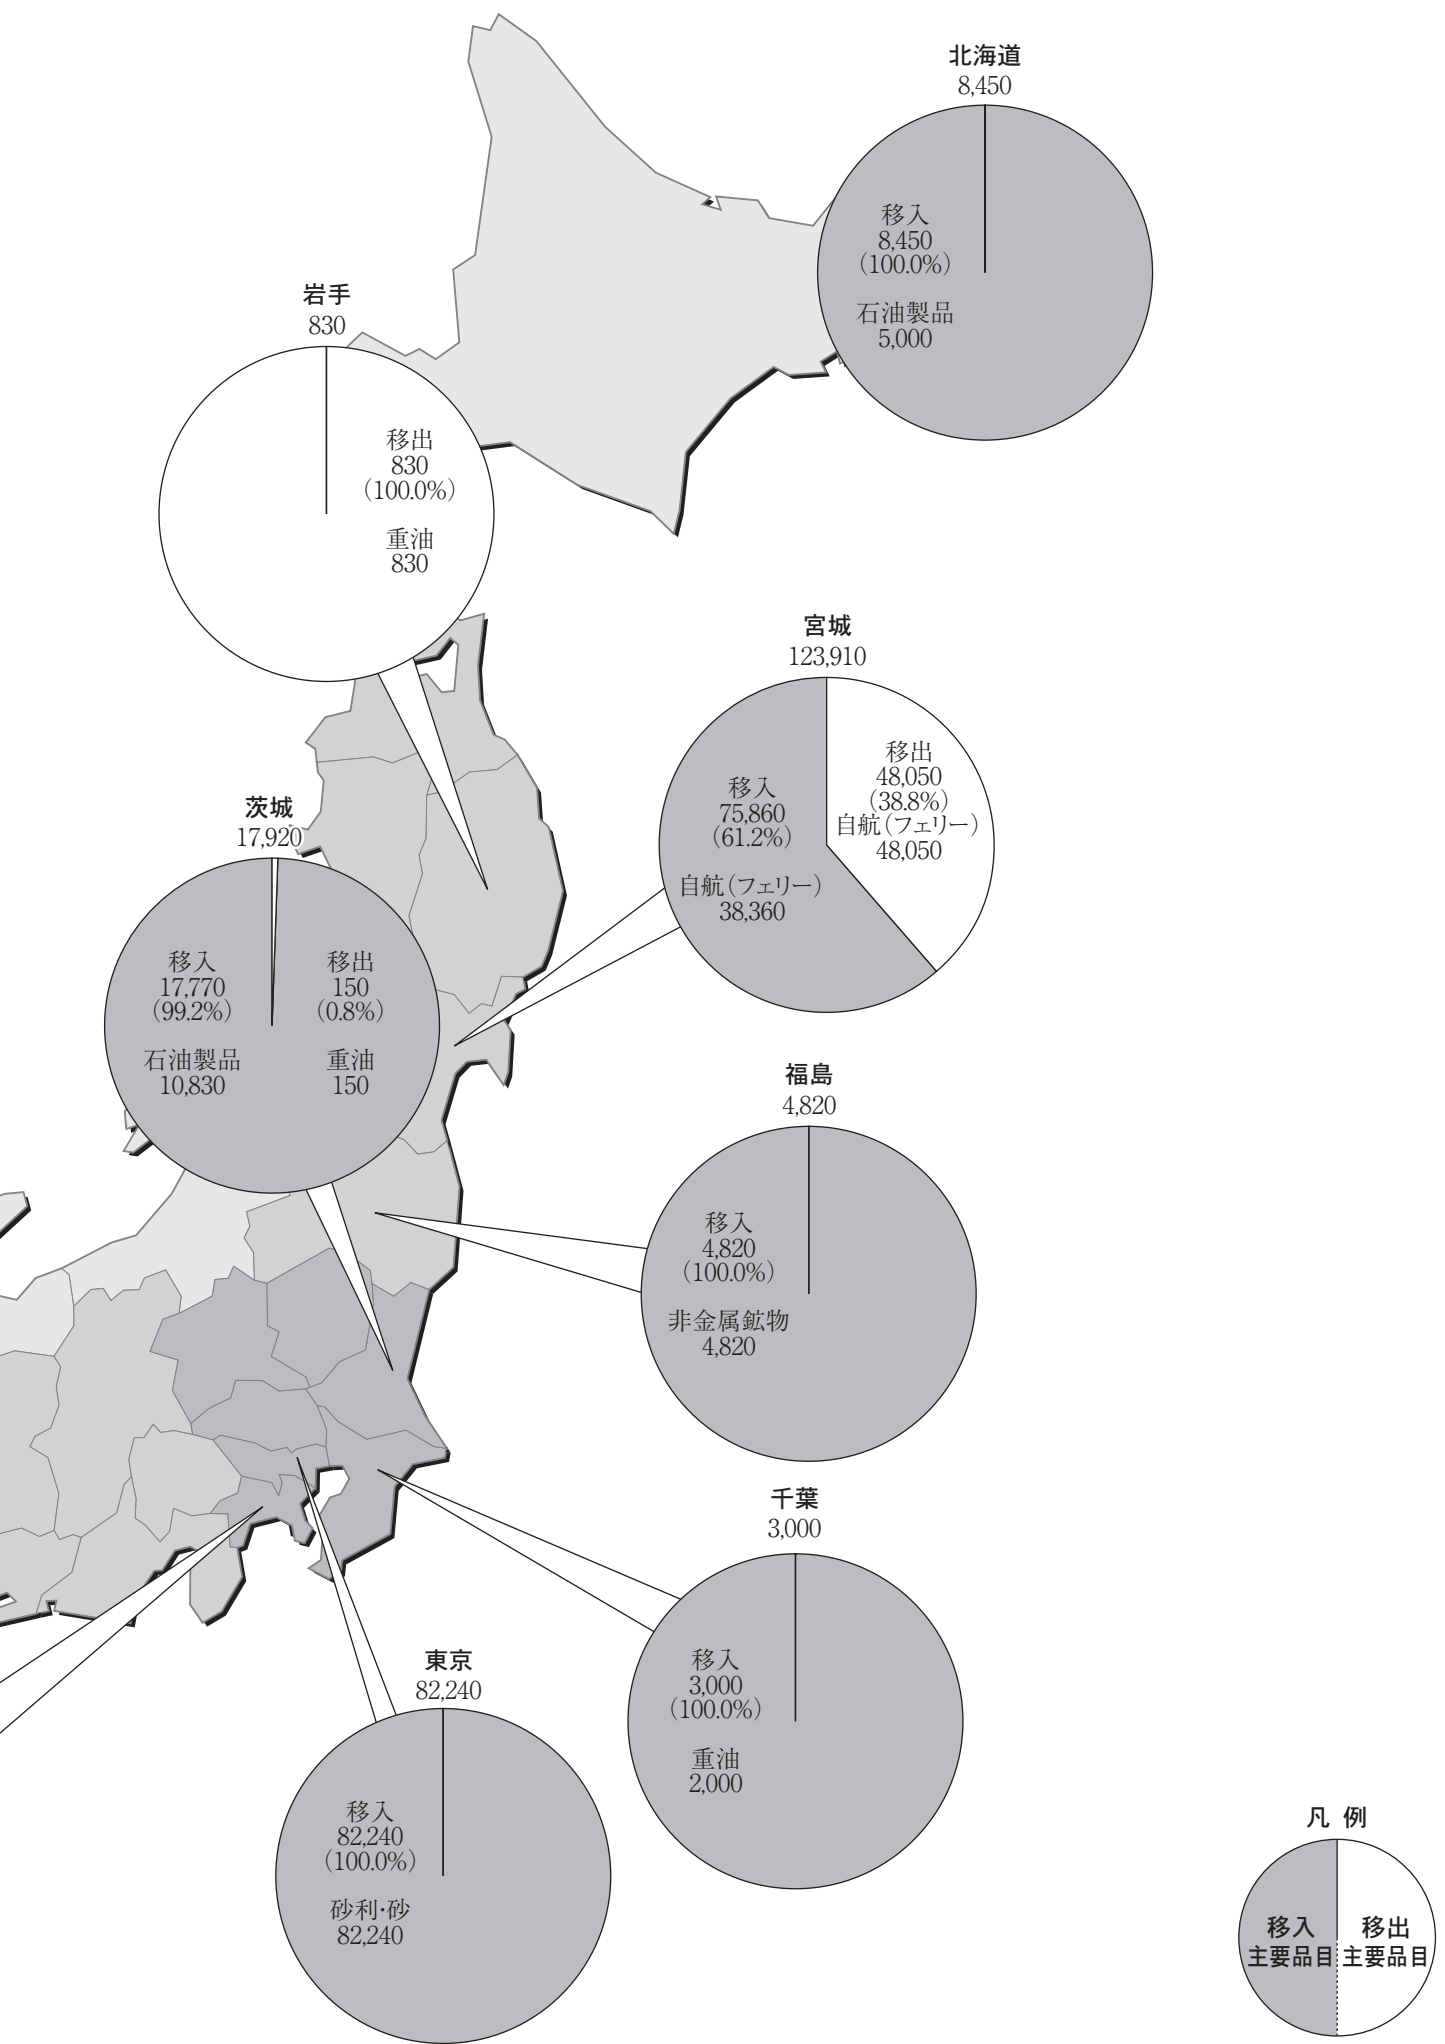 北海道
8,450
移入
8,450
(100.0%)
石油製品
5,000
岩手
830
移出
830
(100.0%)
重油
830
宮城
123,910
移出
48,050
(38.8%)
自航(フェリー)
48,050
移入
75,860
(61.2%)
自航(フェリー)
38,360
茨城
17,920
移入
17,770
(99.2%)
石油製品
10,830
移出
150
(0.8%)
重油
150
福島
4,820
移入
4,820
(100.0%)
非金属鉱物
4,820
千葉
3,000
移入
3,000
(100.0%)
重油
2,000
東京
82,240
移入
82,240
(100.0%)
砂利・砂
82,240
凡 例
移入
主要品目
移出
主要品目